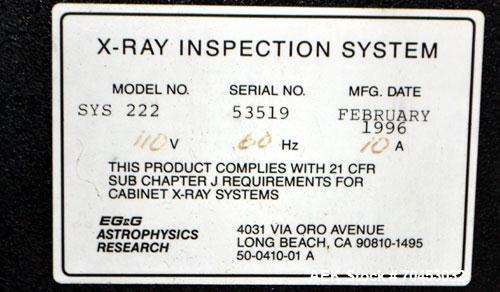 X-RAY INSPECTION SYSTEM
MODEL NO. SERIAL NO. MFG. DATE
SYS 222 53519 FEBRUARY
1996
110 V 60 Hz 10 A
THIS PRODUCT COMPLIES WITH 21 CFR
SUB CHAPTER J REQUIREMENTS FOR
CABINET X-RAY SYSTEMS
EG&G
ASTROPHYSICS
RESEARCH
4031 VIA ORO AVENUE
LONG BEACH, CA 90810-1495
50-0410-01 A